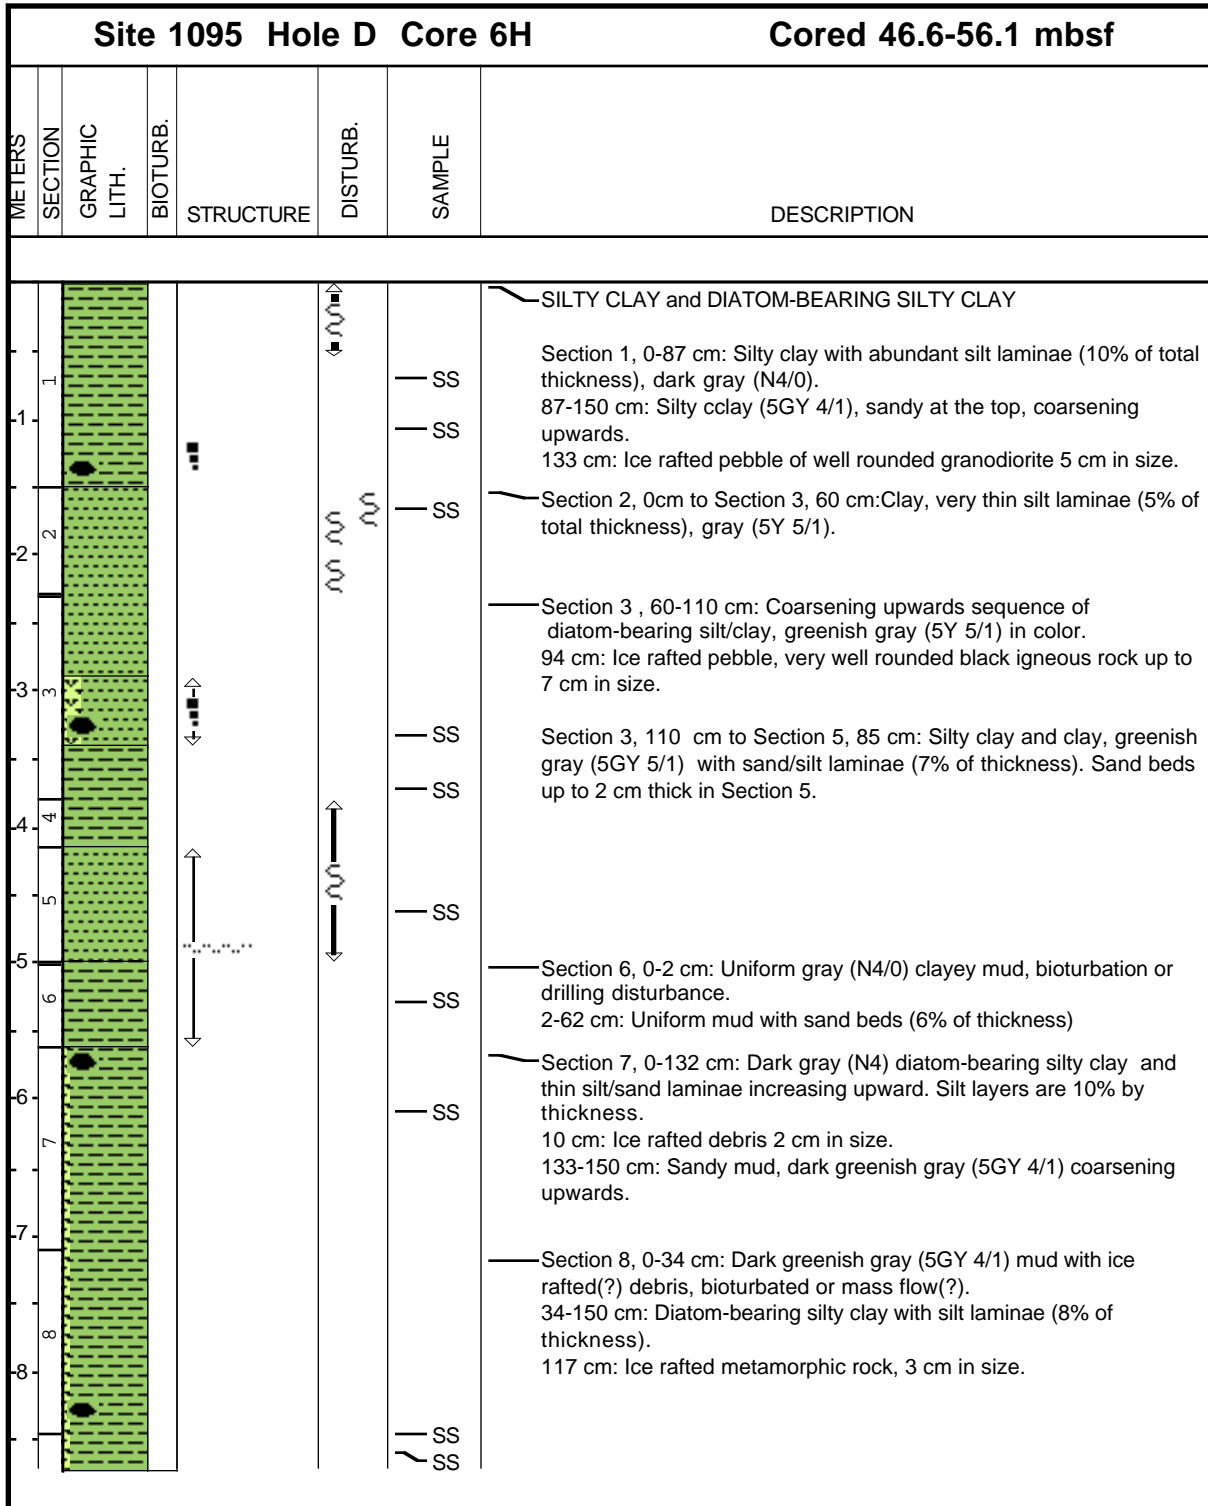 Site 1095 Hole D Core 6H Cored 46.6-56.1 mbsf
METERS
SECTION
GRAPHIC
LITH.
BIOTURB.
STRUCTURE
DISTURB.
SAMPLE
DESCRIPTION
1
2
3
4
5
6
7
8
1
2
3
4
5
6
7
8
SS
SS
SS
SS
SS
SS
SS
SS
SS
SS
SILTY CLAY and DIATOM-BEARING SILTY CLAY
Section 1, 0-87 cm: Silty clay with abundant silt laminae (10% of total
thickness), dark gray (N4/0).
87-150 cm: Silty cclay (5GY 4/1), sandy at the top, coarsening
upwards.
133 cm: Ice rafted pebble of well rounded granodiorite 5 cm in size.
Section 2, 0cm to Section 3, 60 cm:Clay, very thin silt laminae (5% of
total thickness), gray (5Y 5/1).
Section 3 , 60-110 cm: Coarsening upwards sequence of
diatom-bearing silt/clay, greenish gray (5Y 5/1) in color.
94 cm: Ice rafted pebble, very well rounded black igneous rock up to
7 cm in size.
Section 3, 110 cm to Section 5, 85 cm: Silty clay and clay, greenish
gray (5GY 5/1) with sand/silt laminae (7% of thickness). Sand beds
up to 2 cm thick in Section 5.
Section 6, 0-2 cm: Uniform gray (N4/0) clayey mud, bioturbation or
drilling disturbance.
2-62 cm: Uniform mud with sand beds (6% of thickness)
Section 7, 0-132 cm: Dark gray (N4) diatom-bearing silty clay and
thin silt/sand laminae increasing upward. Silt layers are 10% by
thickness.
10 cm: Ice rafted debris 2 cm in size.
133-150 cm: Sandy mud, dark greenish gray (5GY 4/1) coarsening
upwards.
Section 8, 0-34 cm: Dark greenish gray (5GY 4/1) mud with ice
rafted(?) debris, bioturbated or mass flow(?).
34-150 cm: Diatom-bearing silty clay with silt laminae (8% of
thickness).
117 cm: Ice rafted metamorphic rock, 3 cm in size.